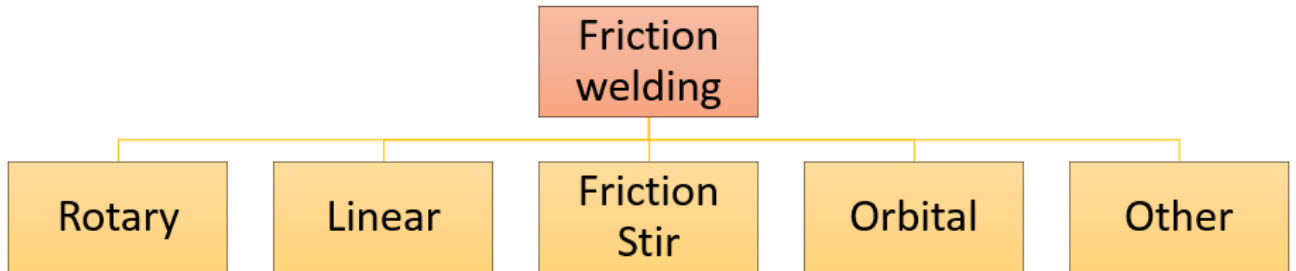 Friction
welding
Rotary
Linear
Friction
Stir
Orbital
Other